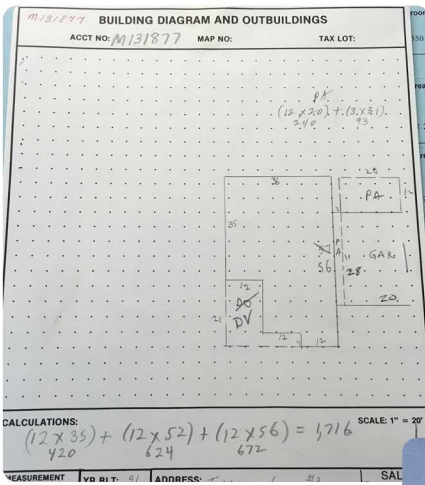 M131877 BUILDING DIAGRAM AND OUTBUILDINGS
ACCT NO: M131877 MAP NO: TAX LOT:
PA
(12 x 20) + (3 x 31)
240 93
36
PA
35
GAR
56
28
12
DV
20
21
12
12
CALCULATIONS: SCALE: 1" = 20'
(12 x 35) + (12 x 52) + (12 x 56) = 1,716
420 624 672
MEASUREMENT YR BLT: 91 ADDRESS: SAL